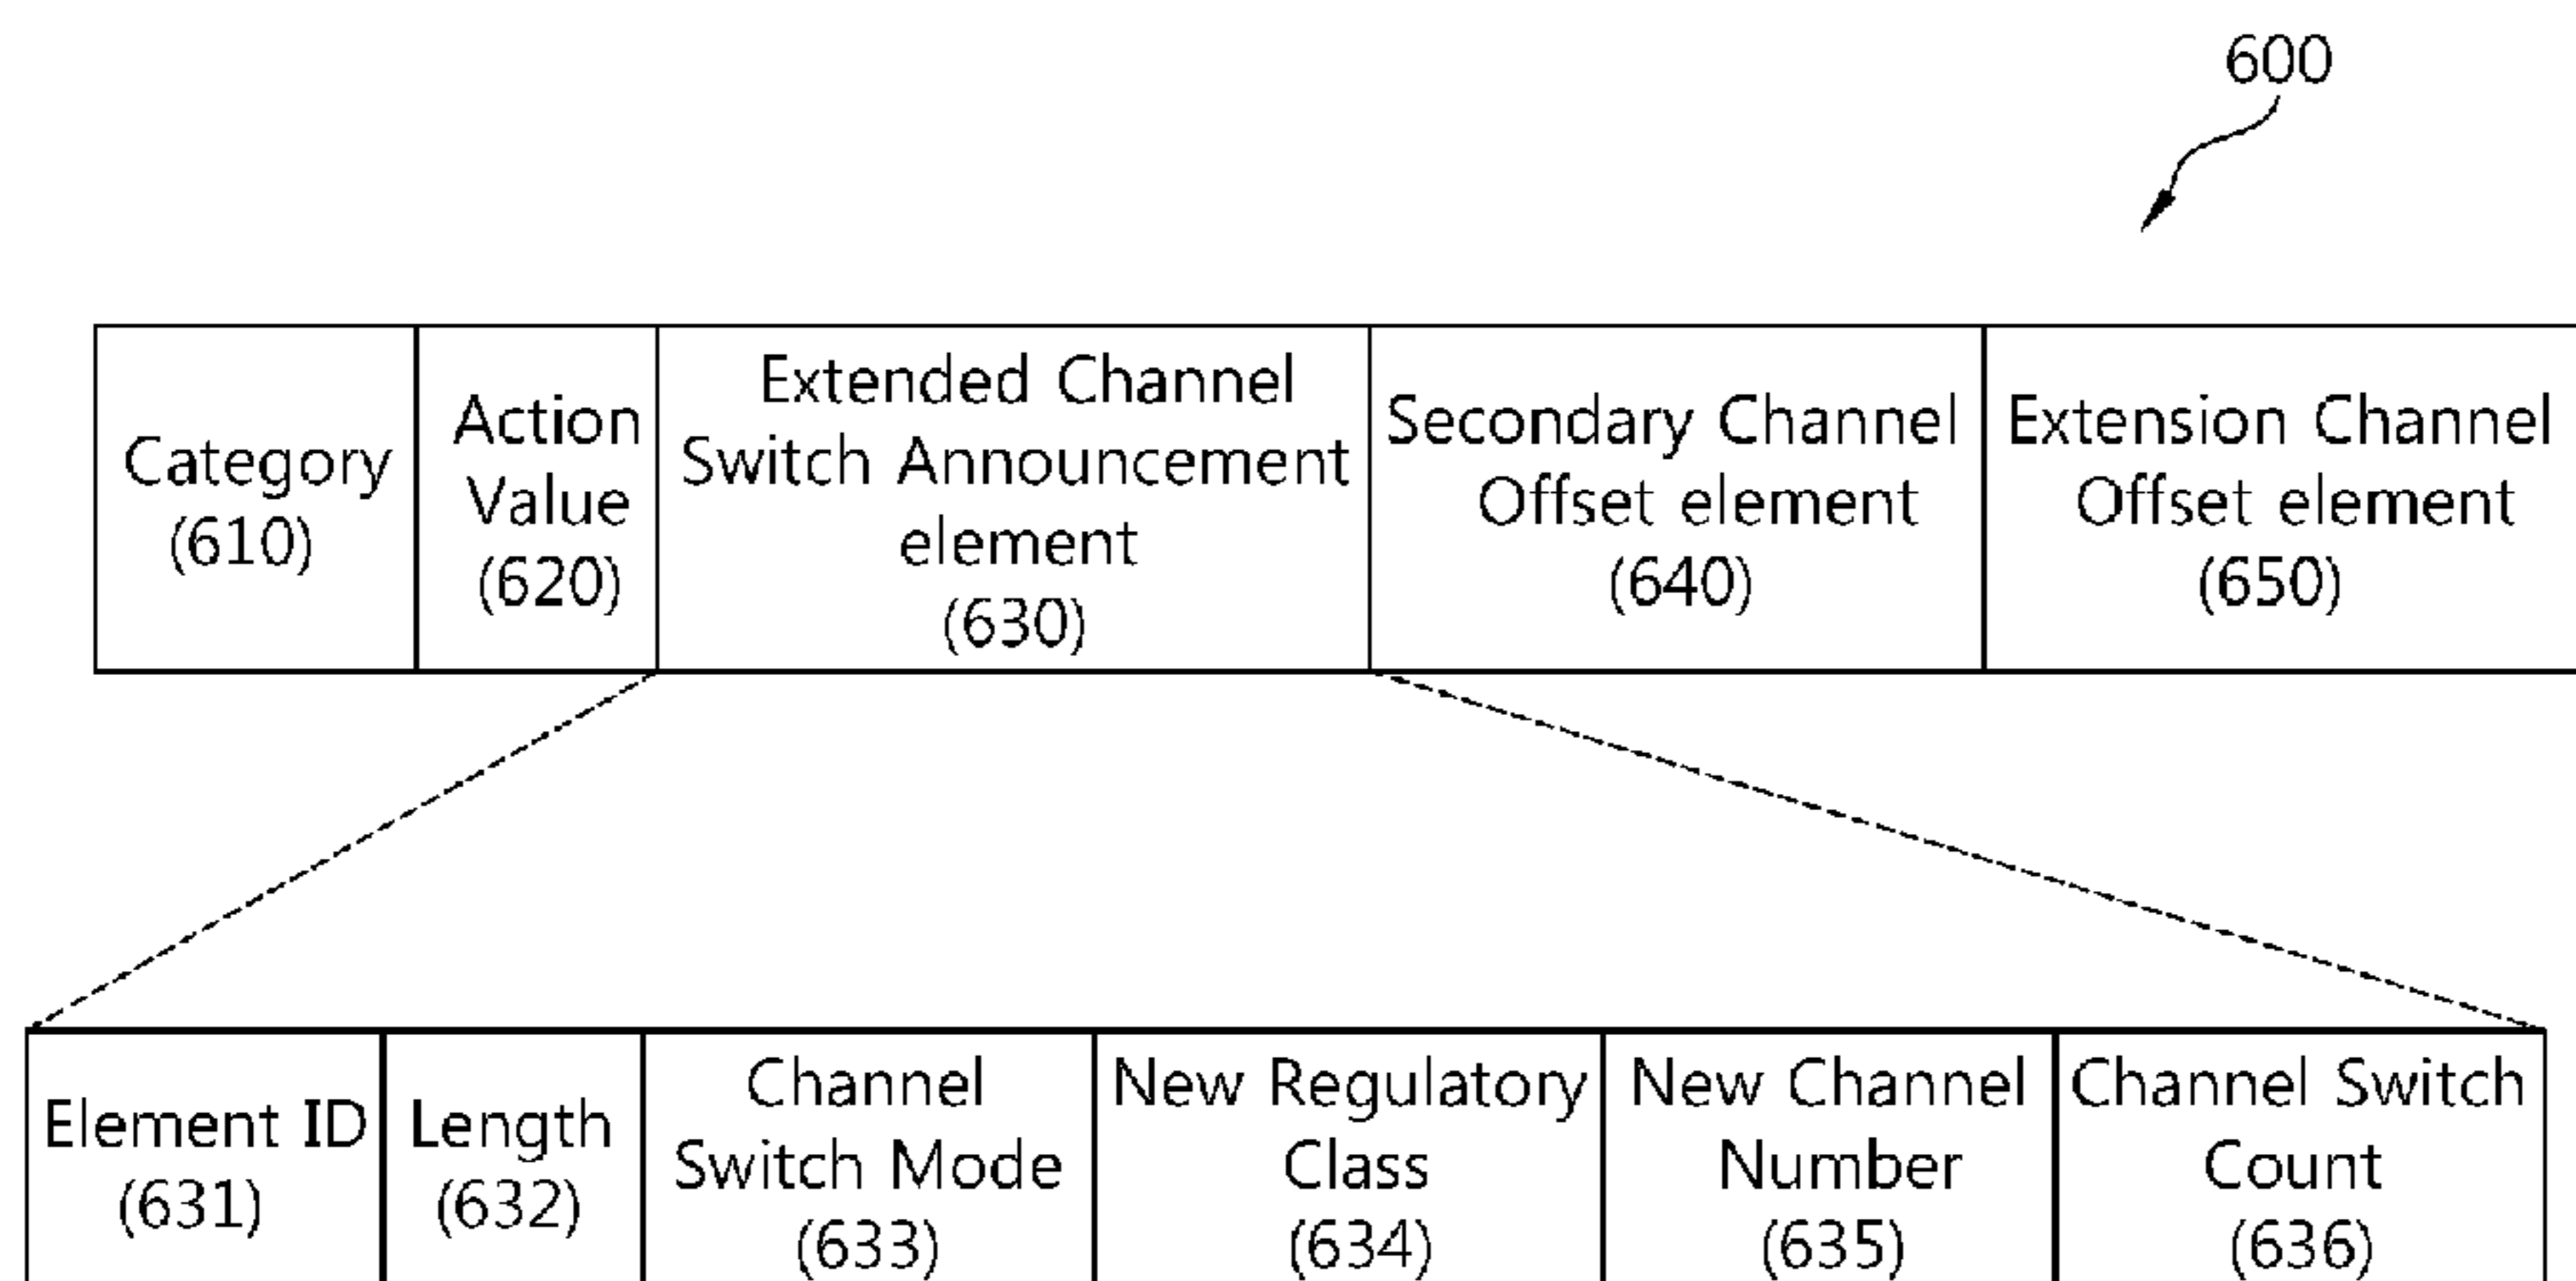 600
Category
(610)
Action
Value
(620)
Extended Channel
Switch Announcement
element
(630)
Secondary Channel
Offset element
(640)
Extension Channel
Offset element
(650)
Element ID
(631)
Length
(632)
Channel
Switch Mode
(633)
New Regulatory
Class
(634)
New Channel
Number
(635)
Channel Switch
Count
(636)